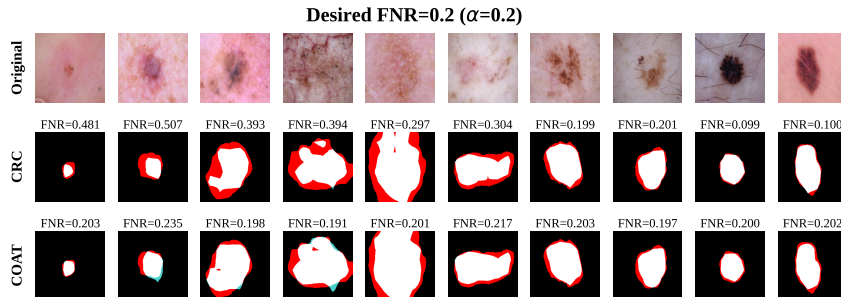 Desired FNR=0.2 (α=0.2)
Original
FNR=0.481 FNR=0.507 FNR=0.393 FNR=0.394 FNR=0.297 FNR=0.304 FNR=0.199 FNR=0.201 FNR=0.099 FNR=0.100
CRC
FNR=0.203 FNR=0.235 FNR=0.198 FNR=0.191 FNR=0.201 FNR=0.217 FNR=0.203 FNR=0.197 FNR=0.200 FNR=0.202
COAT